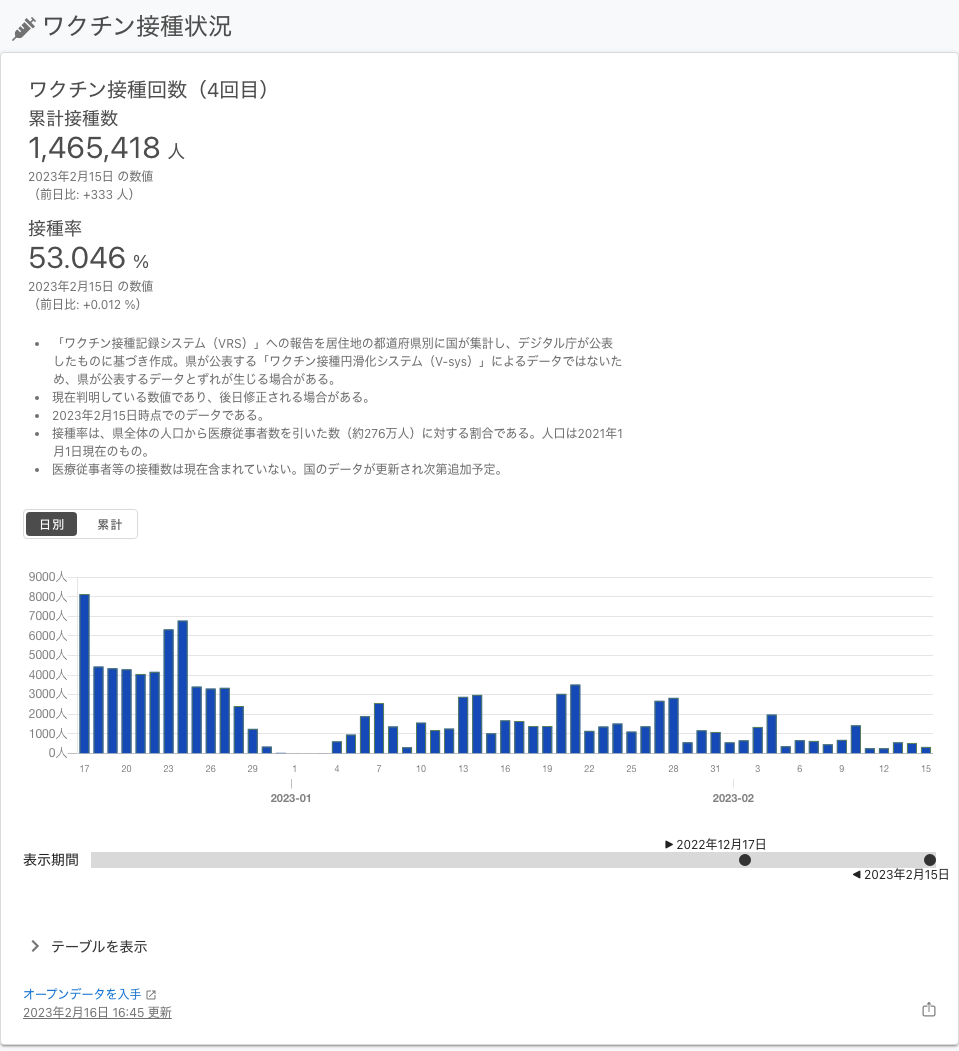 ワクチン接種状況
ワクチン接種回数（4回目）
累計接種数
1,465,418 人
2023年2月15日 の数値
（前日比: +333 人）
接種率
53.046 %
2023年2月15日 の数値
（前日比: +0.012 %）
• 「ワクチン接種記録システム（VRS）」への報告を居住地の都道府県別に国が集計し、デジタル庁が公表
したものに基づき作成。県が公表する「ワクチン接種円滑化システム（V-sys）」によるデータではないた
め、県が公表するデータとずれが生じる場合がある。
• 現在判明している数値であり、後日修正される場合がある。
• 2023年2月15日時点でのデータである。
• 接種率は、県全体の人口から医療従事者数を引いた数（約276万人）に対する割合である。人口は2021年1
月1日現在のもの。
• 医療従事者等の接種数は現在含まれていない。国のデータが更新され次第追加予定。
日別 累計
9000人
8000人
7000人
6000人
5000人
4000人
3000人
2000人
1000人
0人
17 20 23 26 29 1 4 7 10 13 16 19 22 25 28 31 3 6 9 12 15
2023-01 2023-02
▶ 2022年12月17日
表示期間
◀ 2023年2月15日
テーブルを表示
オープンデータを入手
2023年2月16日 16:45 更新